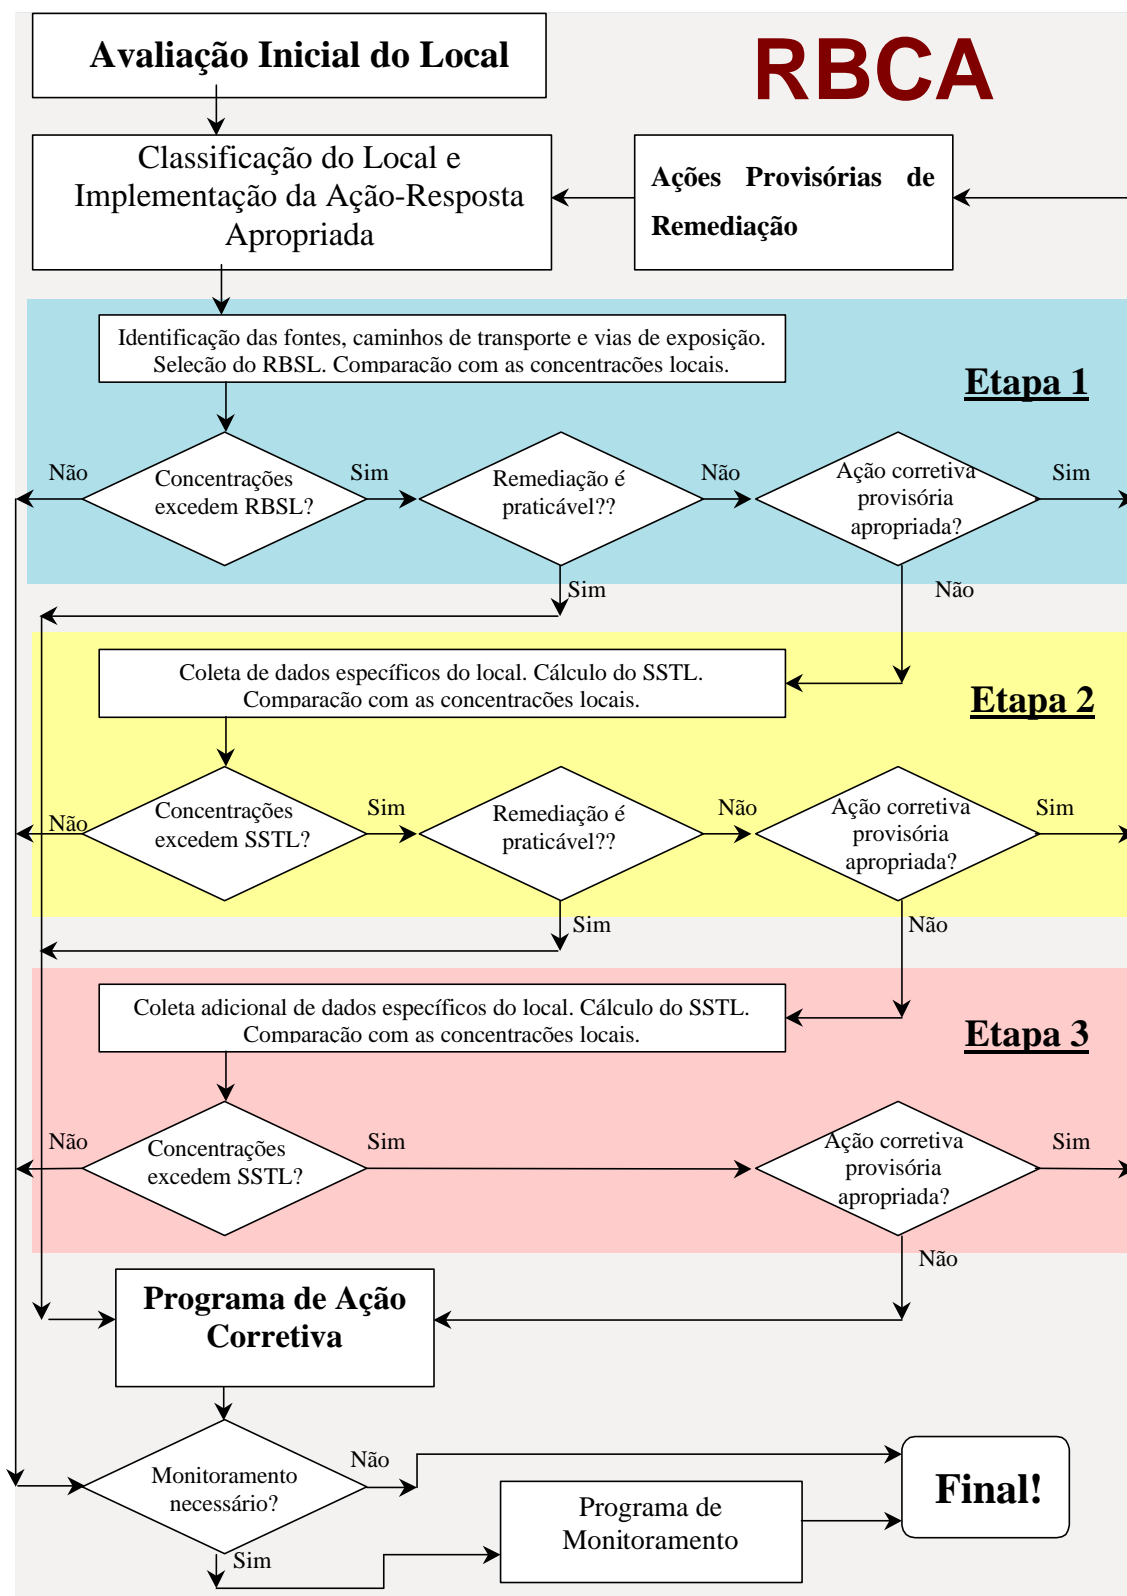 Avaliação Inicial do Local
RBCA
Classificação do Local e
Implementação da Ação-Resposta
Apropriada
Ações Provisórias de
Remediação
Identificação das fontes, caminhos de transporte e vias de exposição.
Seleção do RBSL. Comparação com as concentrações locais.
Etapa 1
Não
Concentrações
excedem RBSL?
Sim
Remediação é
praticável??
Não
Ação corretiva
provisória
apropriada?
Sim
Sim
Não
Coleta de dados específicos do local. Cálculo do SSTL.
Comparação com as concentrações locais.
Etapa 2
Não
Concentrações
excedem SSTL?
Sim
Remediação é
praticável??
Não
Ação corretiva
provisória
apropriada?
Sim
Sim
Não
Coleta adicional de dados específicos do local. Cálculo do SSTL.
Comparação com as concentrações locais.
Etapa 3
Não
Concentrações
excedem SSTL?
Sim
Ação corretiva
provisória
apropriada?
Sim
Não
Programa de Ação
Corretiva
Monitoramento
necessário?
Não
Sim
Programa de
Monitoramento
Final!